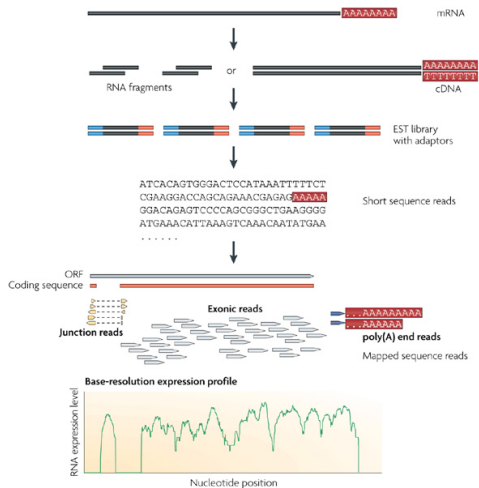 AAAAAAAA mRNA
RNA fragments or AAAAAAAA
TTTTTTTT
cDNA
EST library
with adaptors
ATCACAGTGGGACTCCATAAATTTTTCT
CGAAGGACCAGCAGAAACGAGAGAAAAA
GGACAGAGTCCCCAGCGGGCTGAAGGGG
ATGAAACATTAAAGTCAAACAATATGAA
......
Short sequence reads
ORF
Coding sequence
Junction reads
Exonic reads
...AAAAAAAAA
...AAAAAA
poly(A) end reads
Mapped sequence reads
Base-resolution expression profile
RNA expression level
Nucleotide position